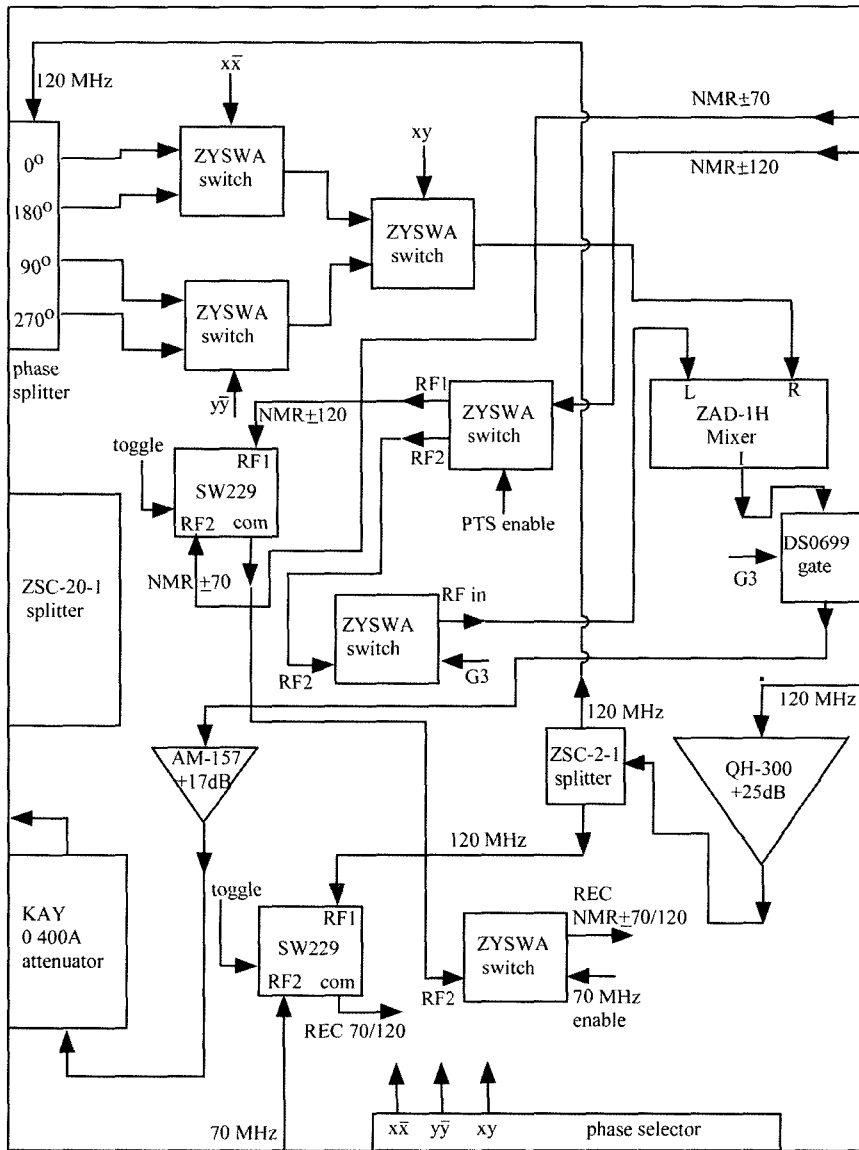 120 MHz
xx̅
NMR±70
ZYSWA
switch
xy
NMR±120
0°
180°
ZYSWA
switch
90°
ZYSWA
switch
270°
phase
splitter
yy̅
RF1
L
R
NMR±120
ZYSWA
switch
ZAD-1H
Mixer
I
toggle
RF1
RF2
SW229
RF2
com
PTS enable
DS0699
gate
NMR±70
G3
ZSC-20-1
splitter
RF in
ZYSWA
switch
RF2
G3
120 MHz
120 MHz
AM-157
+17dB
ZSC-2-1
splitter
QH-300
+25dB
120 MHz
toggle
REC
NMR±70/120
KAY
0 400A
attenuator
RF1
SW229
RF2
com
ZYSWA
switch
RF2
70 MHz
enable
REC 70/120
70 MHz
xx̅
yy̅
xy
phase selector